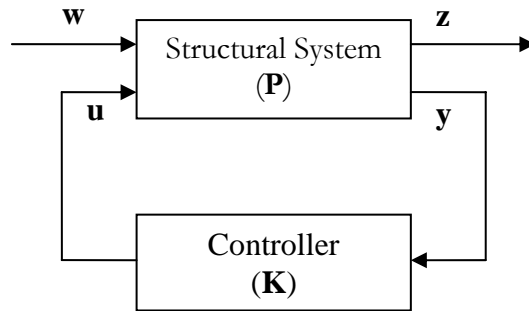 w
z
Structural System
(P)
u
y
Controller
(K)